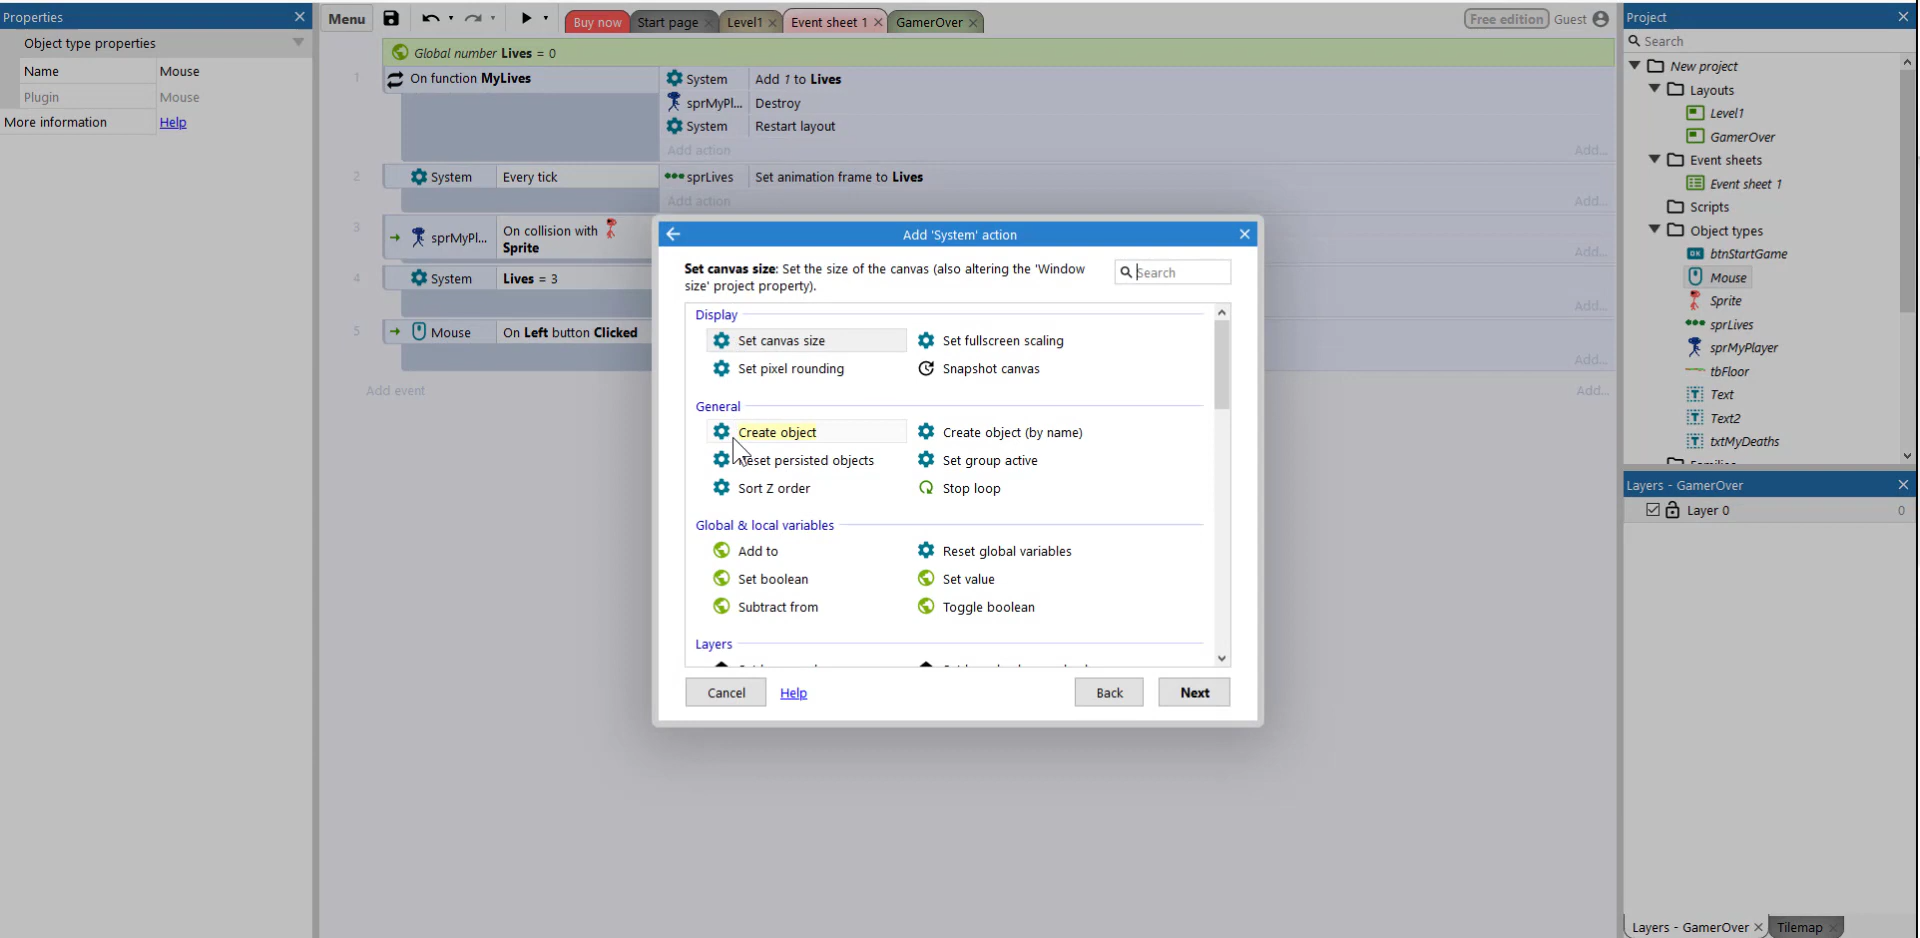 Properties
Object type properties
Name Mouse
Plugin Mouse
More information Help
Menu
Buy now
Start page
Level1
Event sheet 1
GamerOver
Free edition Guest
Global number Lives = 0
1 On function MyLives
System Add 1 to Lives
sprMyPl... Destroy
System Restart layout
Add action Add...
2 System Every tick
sprLives Set animation frame to Lives
Add action Add...
3 sprMyPl... On collision with
Sprite
Add...
4 System Lives = 3
Add...
5 Mouse On Left button Clicked
Add...
Add event Add...
Add 'System' action
Set canvas size: Set the size of the canvas (also altering the 'Window
size' project property).
Search
Display
Set canvas size Set fullscreen scaling
Set pixel rounding Snapshot canvas
General
Create object Create object (by name)
Reset persisted objects Set group active
Sort Z order Stop loop
Global & local variables
Add to Reset global variables
Set boolean Set value
Subtract from Toggle boolean
Layers
Cancel Help Back Next
Project
Search
New project
Layouts
Level1
GamerOver
Event sheets
Event sheet 1
Scripts
Object types
btnStartGame
Mouse
Sprite
sprLives
sprMyPlayer
tbFloor
Text
Text2
txtMyDeaths
Layers - GamerOver
Layer 0 0
Layers - GamerOver Tilemap